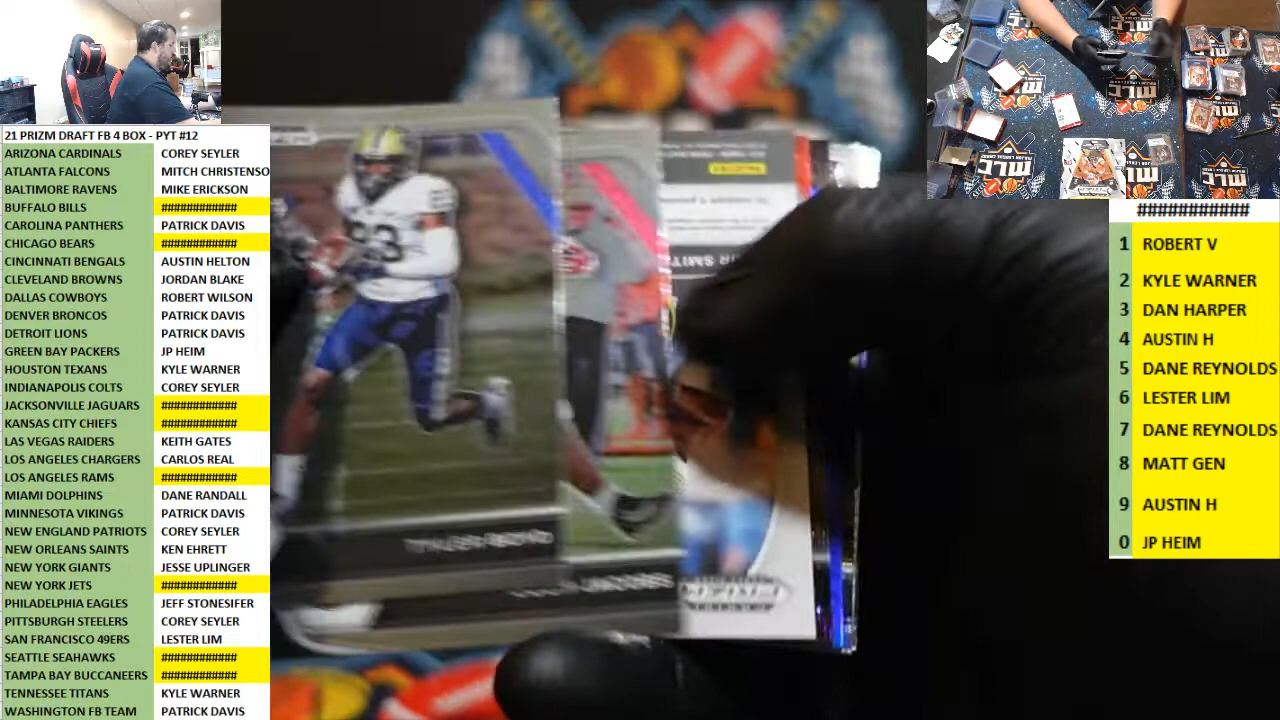 21 PRIZM DRAFT FB 4 BOX - PYT #12
ARIZONA CARDINALS COREY SEYLER
ATLANTA FALCONS MITCH CHRISTENSO
BALTIMORE RAVENS MIKE ERICKSON
BUFFALO BILLS ############
CAROLINA PANTHERS PATRICK DAVIS
CHICAGO BEARS ############
CINCINNATI BENGALS AUSTIN HELTON
CLEVELAND BROWNS JORDAN BLAKE
DALLAS COWBOYS ROBERT WILSON
DENVER BRONCOS PATRICK DAVIS
DETROIT LIONS PATRICK DAVIS
GREEN BAY PACKERS JP HEIM
HOUSTON TEXANS KYLE WARNER
INDIANAPOLIS COLTS COREY SEYLER
JACKSONVILLE JAGUARS ############
KANSAS CITY CHIEFS ############
LAS VEGAS RAIDERS KEITH GATES
LOS ANGELES CHARGERS CARLOS REAL
LOS ANGELES RAMS ############
MIAMI DOLPHINS DANE RANDALL
MINNESOTA VIKINGS PATRICK DAVIS
NEW ENGLAND PATRIOTS COREY SEYLER
NEW ORLEANS SAINTS KEN EHRETT
NEW YORK GIANTS JESSE UPLINGER
NEW YORK JETS ############
PHILADELPHIA EAGLES JEFF STONESIFER
PITTSBURGH STEELERS COREY SEYLER
SAN FRANCISCO 49ERS LESTER LIM
SEATTLE SEAHAWKS ############
TAMPA BAY BUCCANEERS ############
TENNESSEE TITANS KYLE WARNER
WASHINGTON FB TEAM PATRICK DAVIS
TYLER BOYD
MLC
MLC
MLC
MLC
###########
1 ROBERT V
2 KYLE WARNER
3 DAN HARPER
4 AUSTIN H
5 DANE REYNOLDS
6 LESTER LIM
7 DANE REYNOLDS
8 MATT GEN
9 AUSTIN H
0 JP HEIM